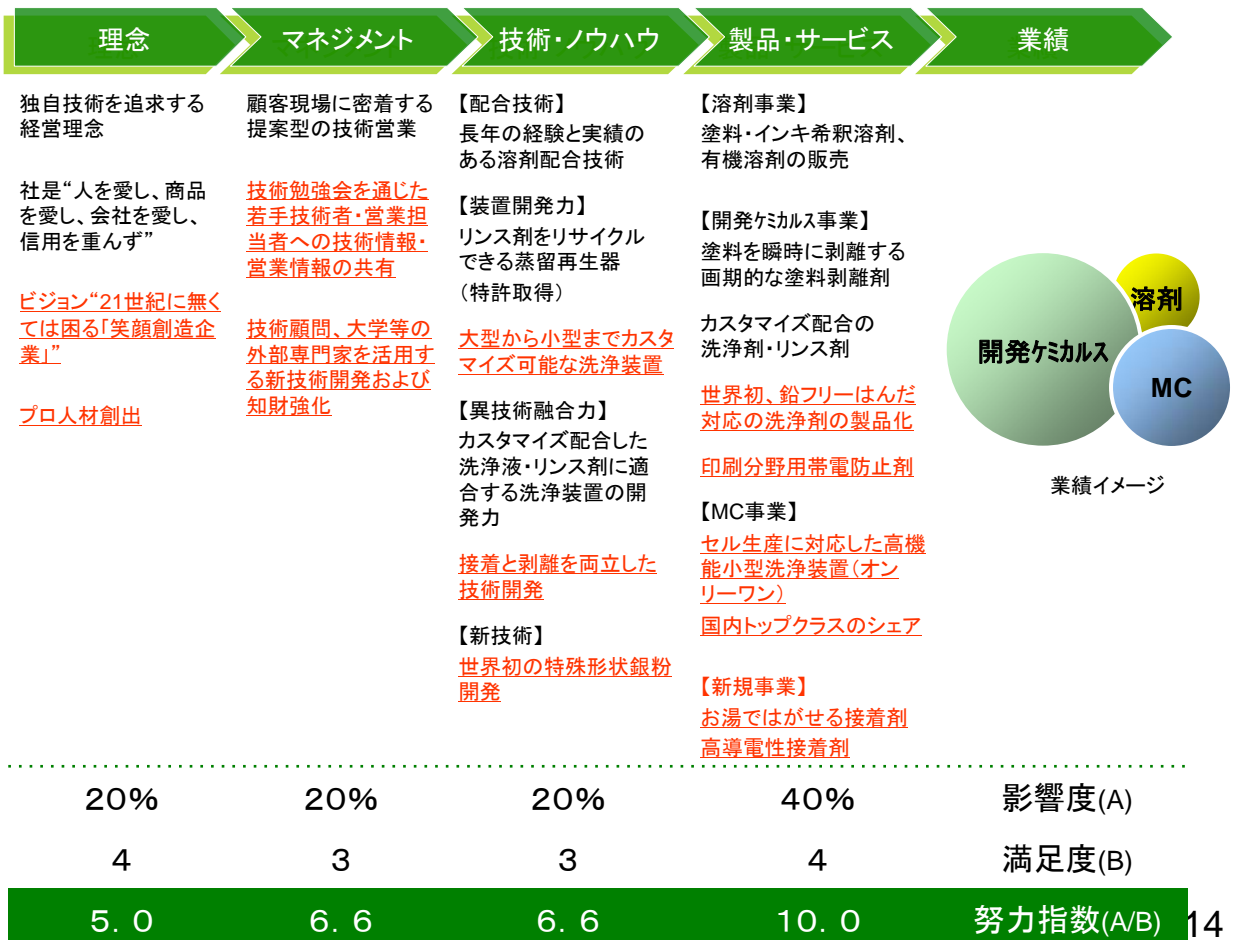 理念
マネジメント
技術・ノウハウ
製品・サービス
業績
独自技術を追求する
経営理念
社是“人を愛し、商品
を愛し、会社を愛し、
信用を重んず”
ビジョン“21世紀に無く
ては困る「笑顔創造企
業」”
プロ人材創出
顧客現場に密着する
提案型の技術営業
技術勉強会を通じた
若手技術者・営業担
当者への技術情報・
営業情報の共有
技術顧問、大学等の
外部専門家を活用す
る新技術開発および
知財強化
【配合技術】
長年の経験と実績の
ある溶剤配合技術
【装置開発力】
リンス剤をリサイクル
できる蒸留再生器
（特許取得）
大型から小型までカスタ
マイズ可能な洗浄装置
【異技術融合力】
カスタマイズ配合した
洗浄液・リンス剤に適
合する洗浄装置の開
発力
接着と剥離を両立した
技術開発
【新技術】
世界初の特殊形状銀粉
開発
【溶剤事業】
塗料・インキ希釈溶剤、
有機溶剤の販売
【開発ｹﾐｶﾙｽ事業】
塗料を瞬時に剥離する
画期的な塗料剥離剤
カスタマイズ配合の
洗浄剤・リンス剤
世界初、鉛フリーはんだ
対応の洗浄剤の製品化
印刷分野用帯電防止剤
【MC事業】
セル生産に対応した高機
能小型洗浄装置（オン
リーワン）
国内トップクラスのシェア
【新規事業】
お湯ではがせる接着剤
高導電性接着剤
溶剤
開発ｹﾐｶﾙｽ
MC
業績イメージ
20% 20% 20% 40% 影響度(A)
4 3 3 4 満足度(B)
5.0 6.6 6.6 10.0 努力指数(A/B)
14